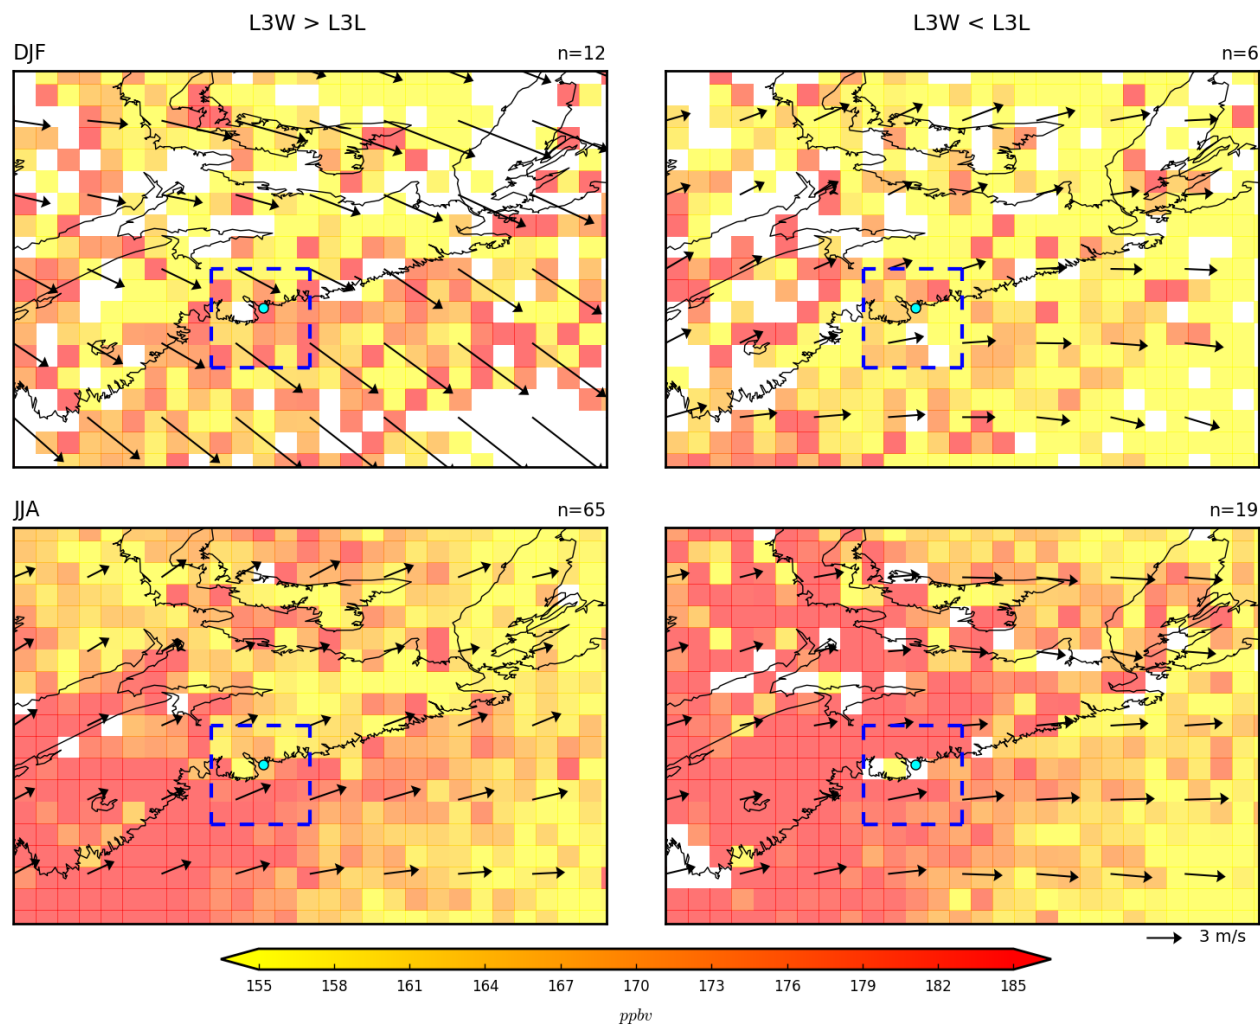 L3W > L3L
L3W < L3L
DJF
n=12
n=6
JJA
n=65
n=19
3 m/s
155 158 161 164 167 170 173 176 179 182 185
ppbv